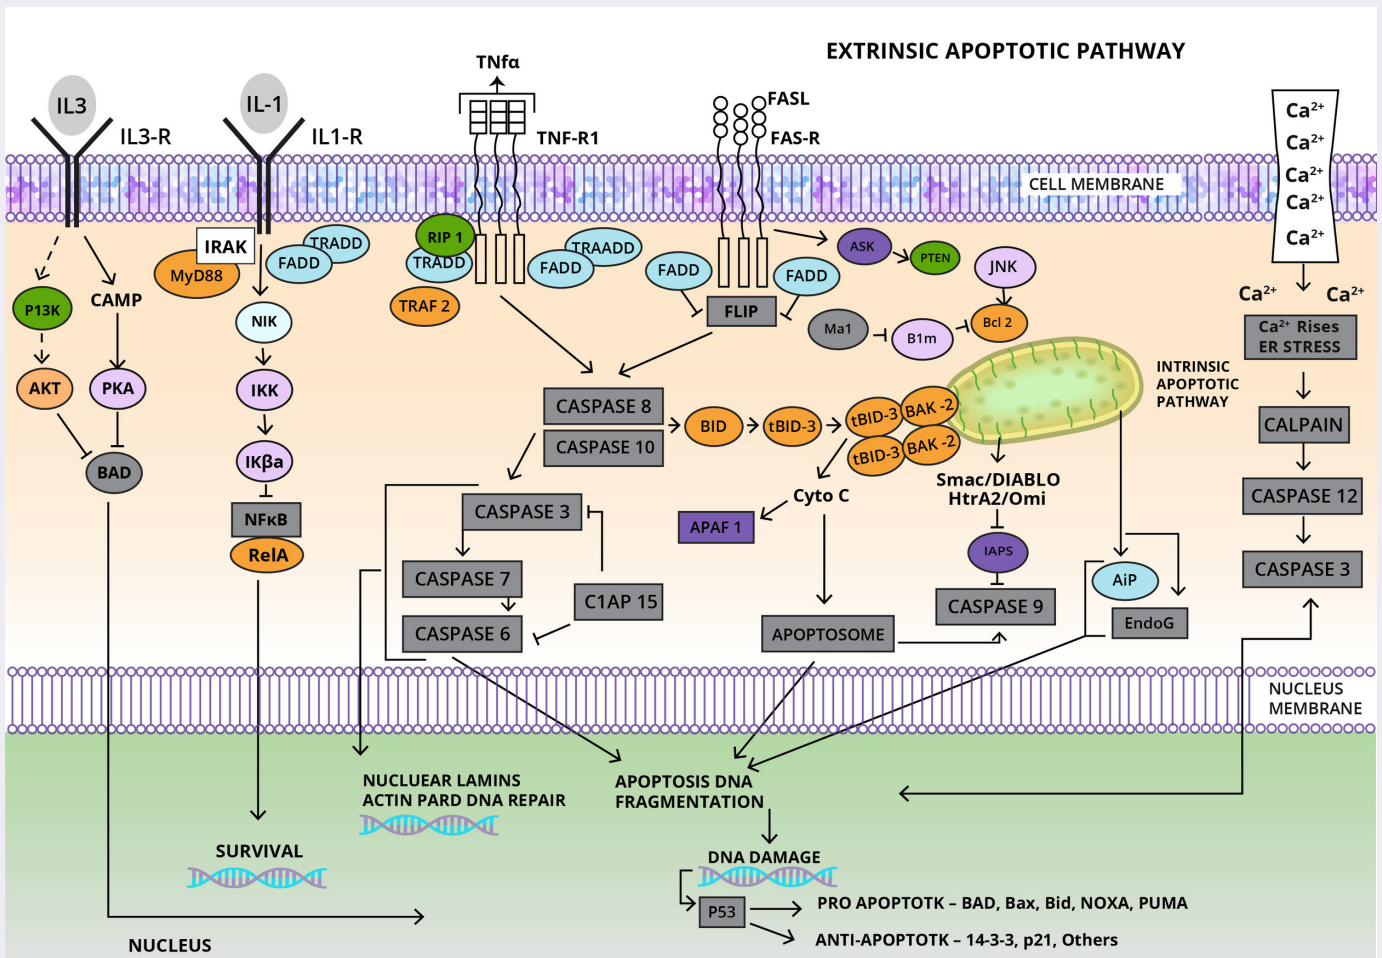 EXTRINSIC APOPTOTIC PATHWAY
TNfα
IL3
IL-1
FASL
IL3-R
IL1-R
TNF-R1
FAS-R
Ca²⁺
Ca²⁺
Ca²⁺
Ca²⁺
Ca²⁺
CELL MEMBRANE
IRAK
MyD88
TRADD
FADD
RIP 1
TRADD
TRAF 2
TRAADD
FADD
FADD
FADD
FLIP
ASK
PTEN
JNK
Bcl 2
Ma1
B1m
P13K
CAMP
NIK
AKT
PKA
IKK
BAD
IKβa
NFκB
RelA
Ca²⁺
Ca²⁺
Ca²⁺ Rises
ER STRESS
INTRINSIC
APOPTOTIC
PATHWAY
CALPAIN
CASPASE 12
CASPASE 3
CASPASE 8
CASPASE 10
BID
tBID-3
tBID-3
BAK -2
tBID-3
BAK -2
Cyto C
APAF 1
Smac/DIABLO
HtrA2/Omi
IAPS
CASPASE 9
AiP
EndoG
CASPASE 3
CASPASE 7
CASPASE 6
C1AP 15
APOPTOSOME
NUCLEUS
MEMBRANE
NUCLUEAR LAMINS
ACTIN PARD DNA REPAIR
APOPTOSIS DNA
FRAGMENTATION
SURVIVAL
DNA DAMAGE
P53
PRO APOPTOTK – BAD, Bax, Bid, NOXA, PUMA
ANTI-APOPTOTK – 14-3-3, p21, Others
NUCLEUS